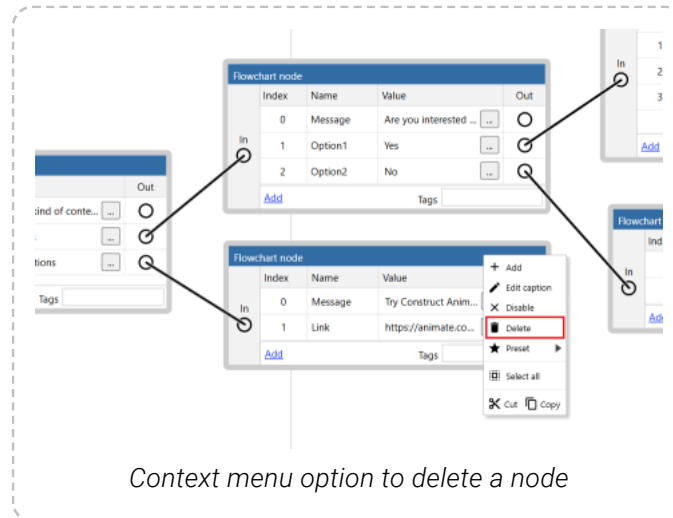 1
In
2
3
Add
Flowchart node
Index Name Value Out
0 Message Are you interested ... ...
In
1 Option1 Yes ...
2 Option2 No ...
Add Tags
Out
kind of conte... ...
...
tions ...
Tags
Flowchart node
Index Name Value
In
0 Message Try Construct Anim...
1 Link https://animate.co...
Add Tags
+ Add
Edit caption
Disable
Delete
Preset
Select all
Cut Copy
Flowchart
Ind
In
Context menu option to delete a node